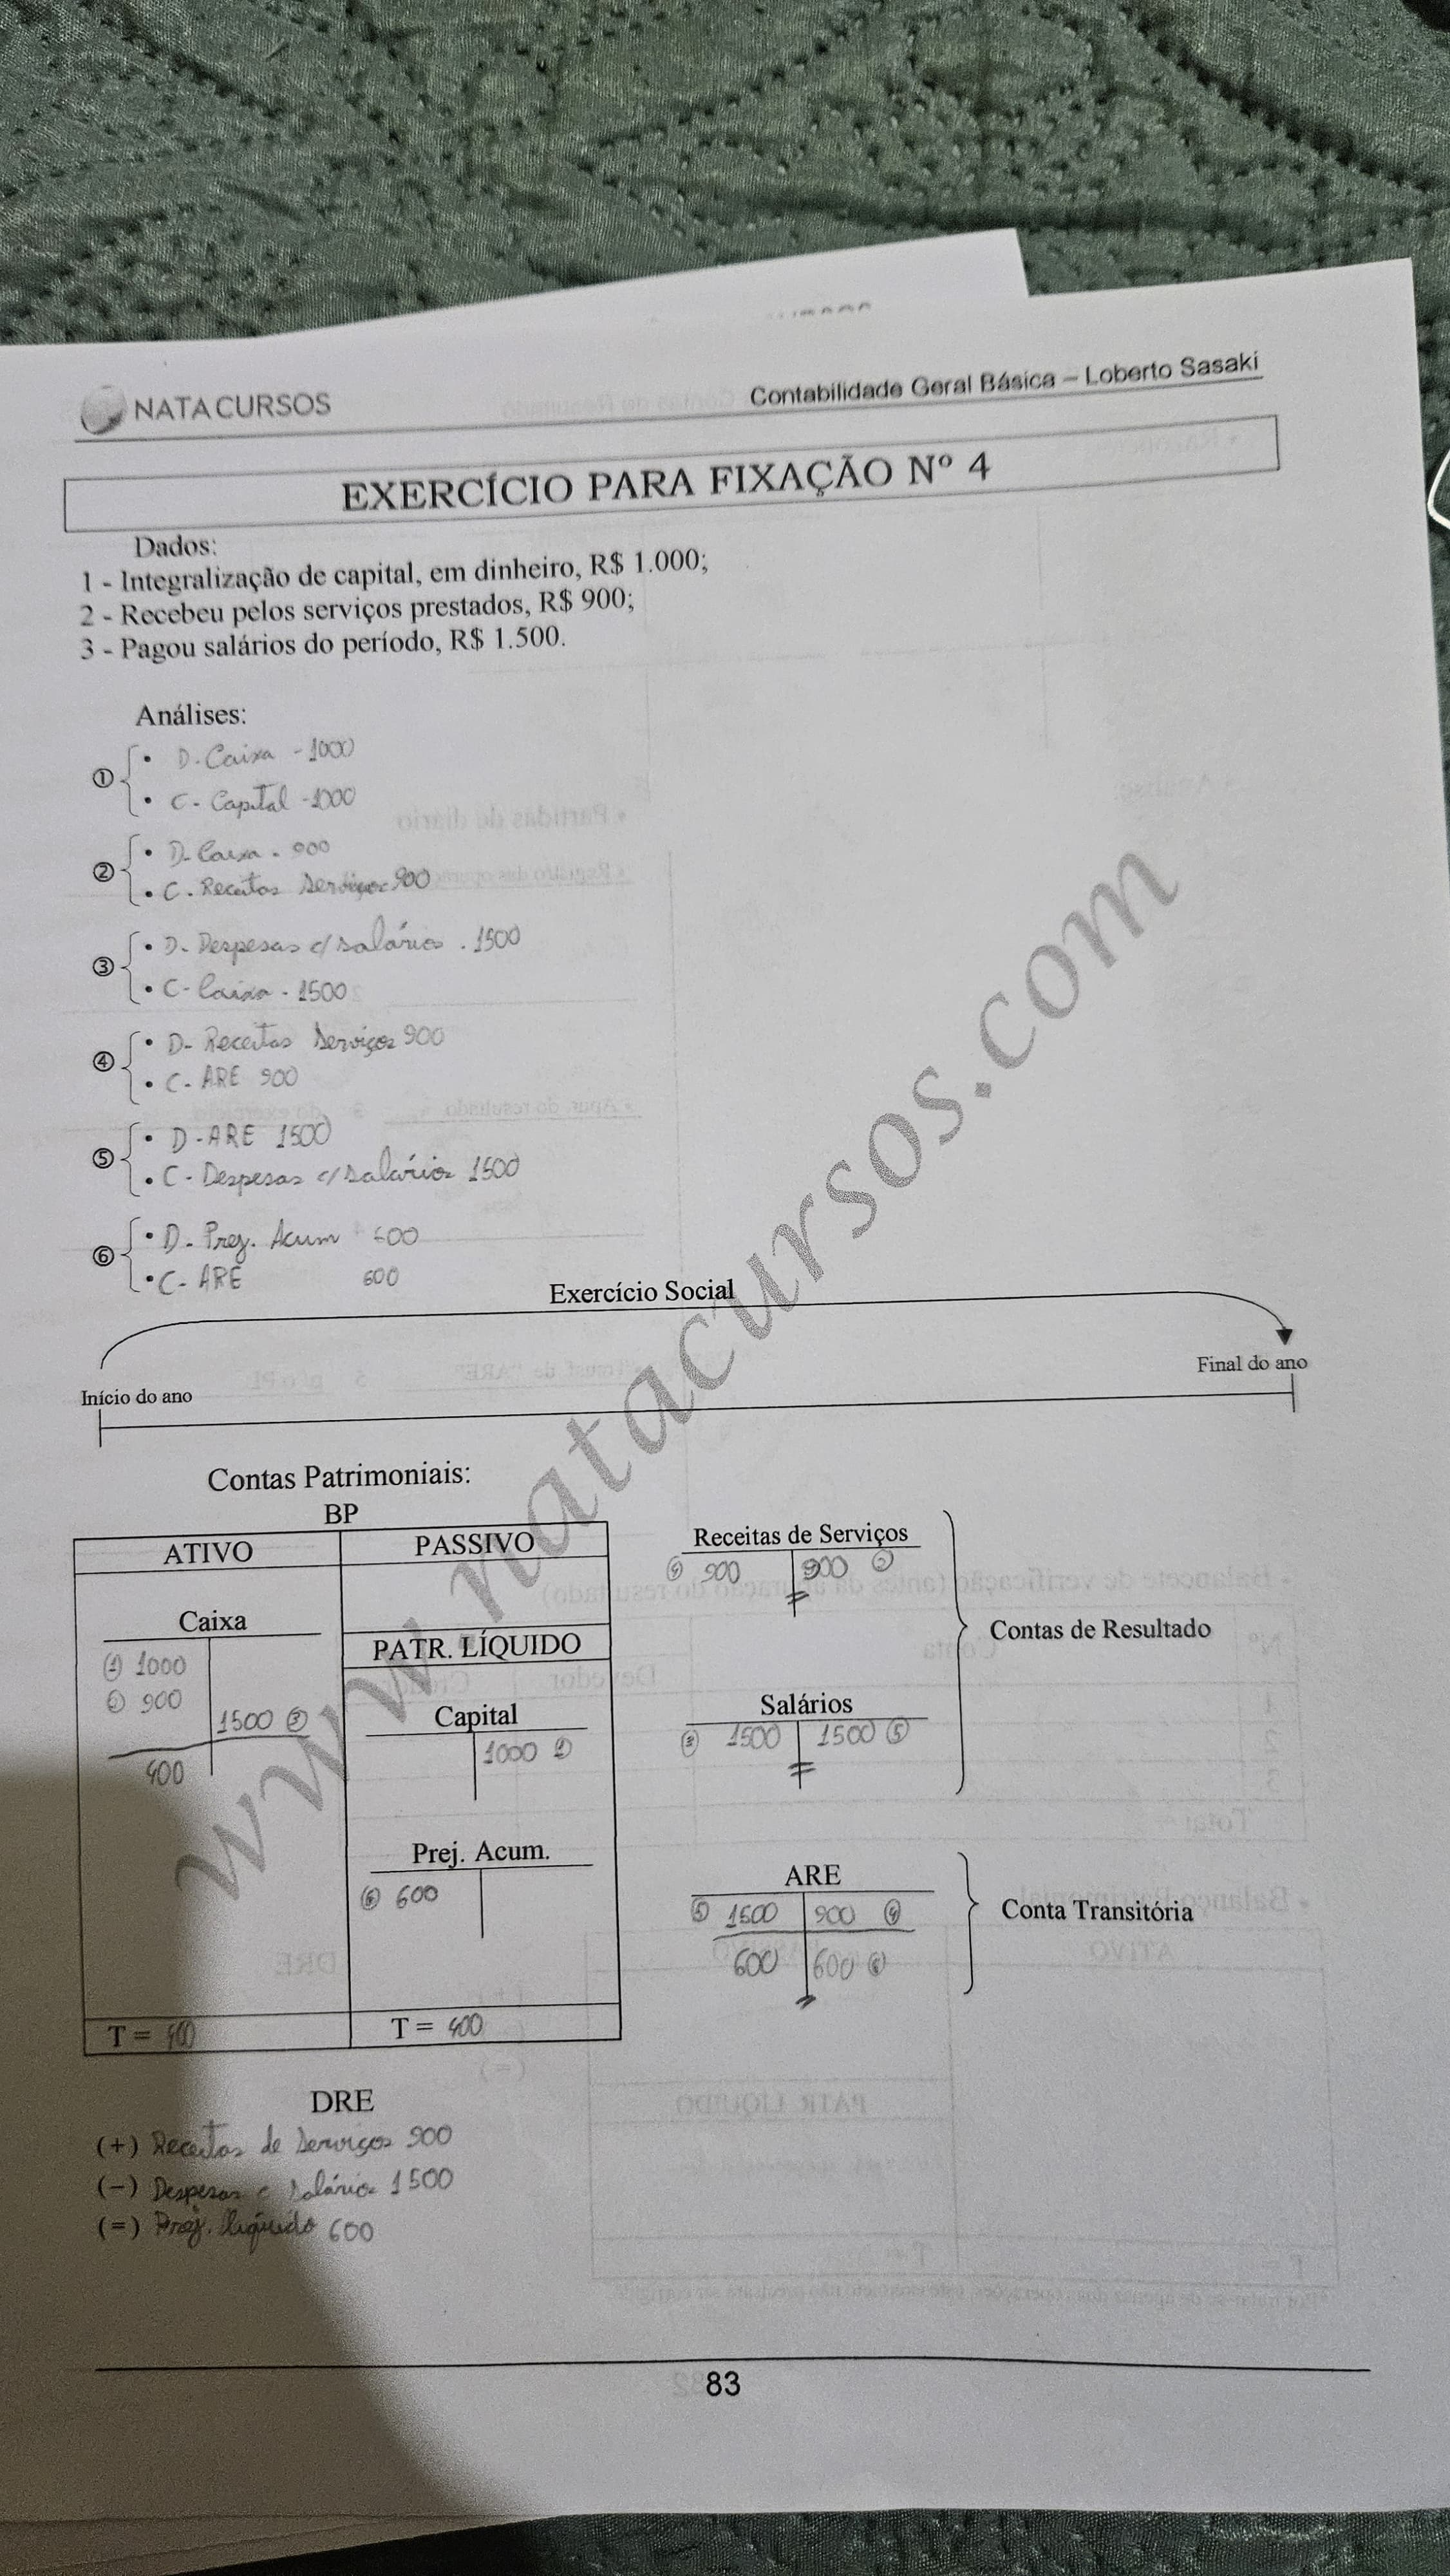 NATA CURSOS
Contabilidade Geral Básica – Loberto Sasaki
EXERCÍCIO PARA FIXAÇÃO Nº 4
Dados:
1 - Integralização de capital, em dinheiro, R$ 1.000;
2 - Recebeu pelos serviços prestados, R$ 900;
3 - Pagou salários do período, R$ 1.500.
Análises:
① • D. Caixa - 1000
• C - Capital - 1000
② • D - Caixa - 900
• C - Receitas Serviços 900
③ • D - Despesas c/ salários . 1500
• C - Caixa - 1500
④ • D - Receitas Serviços 900
• C - ARE 900
⑤ • D - ARE 1500
• C - Despesas c/ salários 1500
⑥ • D - Prej. Acum 600
• C - ARE 600
Exercício Social
Início do ano
Final do ano
www.natacursos.com
Contas Patrimoniais:
BP
ATIVO
PASSIVO
Caixa
① 1000
② 900
1500 ③
400
PATR. LÍQUIDO
Capital
1000 ①
Prej. Acum.
⑥ 600
T = 400
T = 400
Receitas de Serviços
④ 900 900 ②
Salários
③ 1500 1500 ⑤
Contas de Resultado
ARE
⑤ 1500 900 ④
600 600 ⑥
Conta Transitória
DRE
(+) Receitas de Serviços 900
(−) Despesas c salários 1500
(=) Prej. líquido 600
83